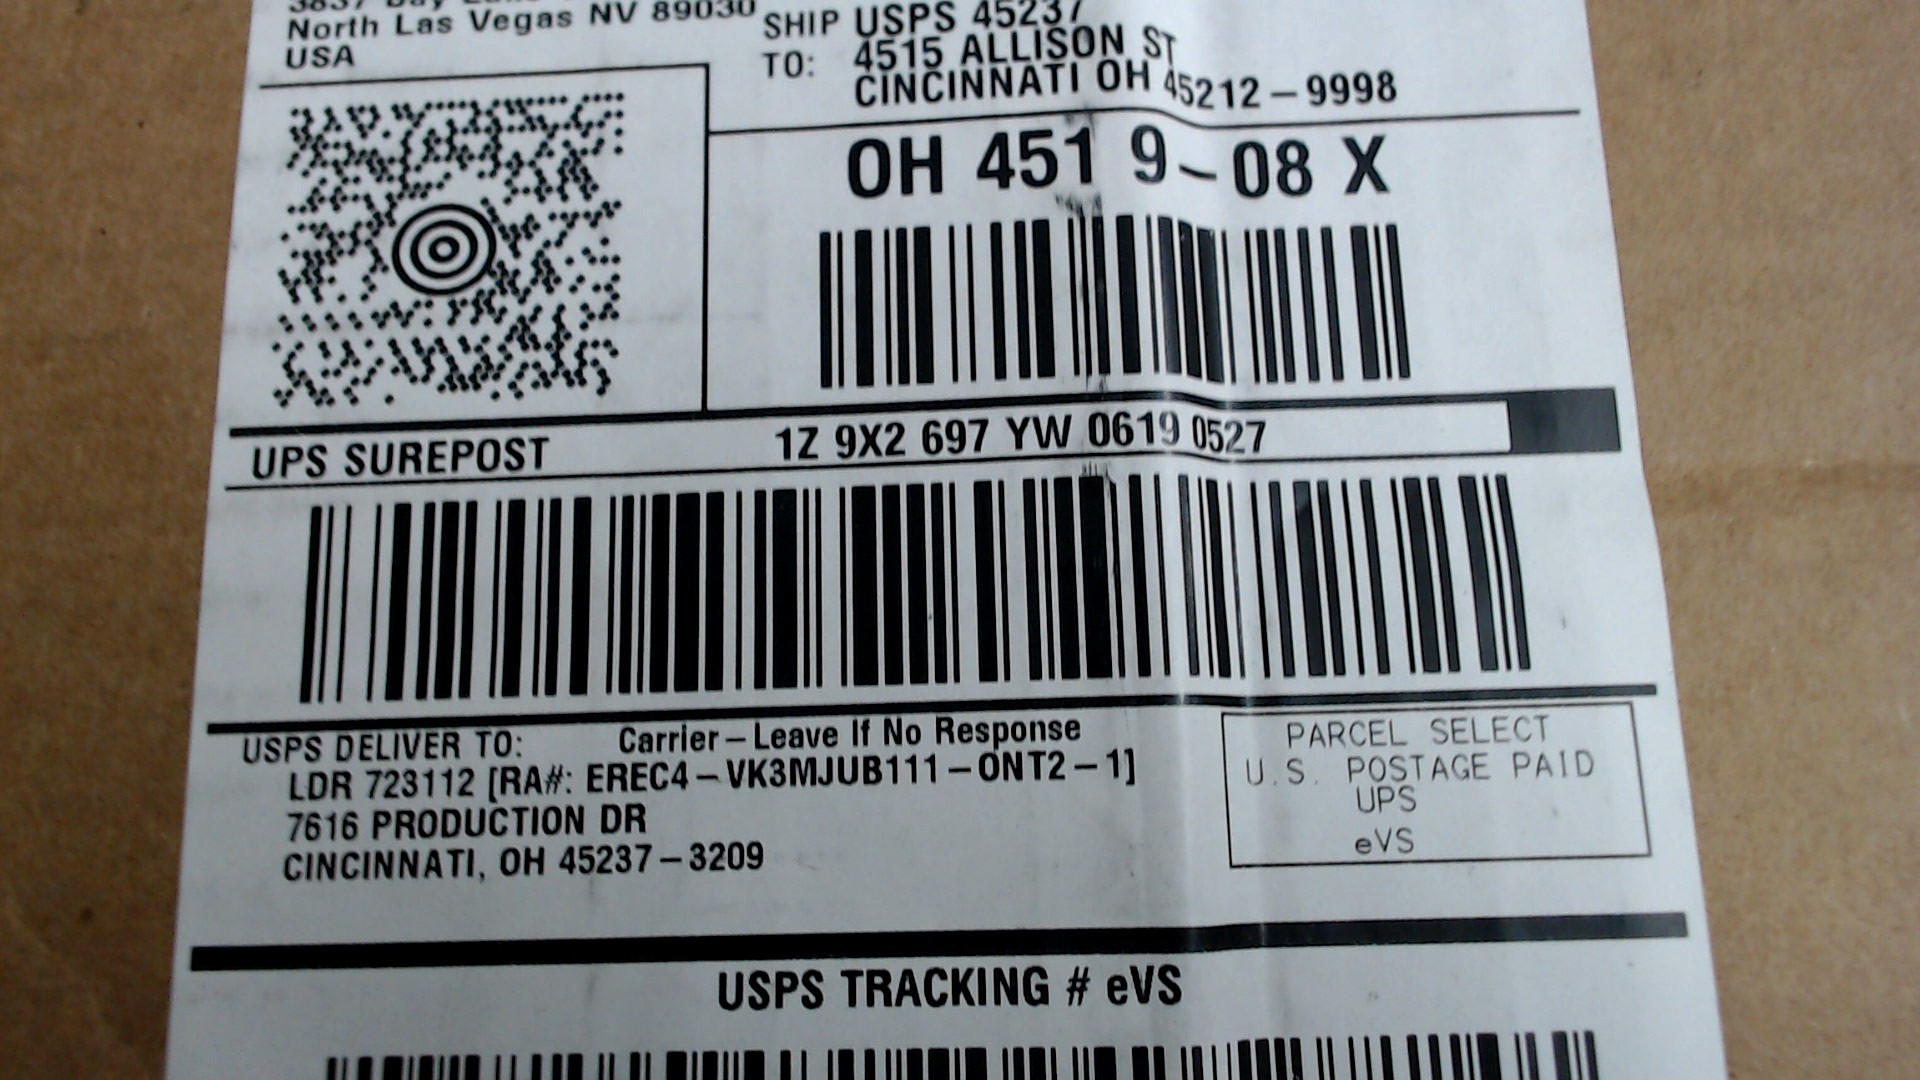 North Las Vegas NV 89030
USA
SHIP USPS 45237
TO: 4515 ALLISON ST
CINCINNATI OH 45212-9998
OH 451 9-08 X
UPS SUREPOST
1Z 9X2 697 YW 0619 0527
USPS DELIVER TO: Carrier-Leave If No Response
LDR 723112 [RA#: EREC4-VK3MJUB111-ONT2-1]
7616 PRODUCTION DR
CINCINNATI, OH 45237-3209
PARCEL SELECT
U.S. POSTAGE PAID
UPS
eVS
USPS TRACKING # eVS